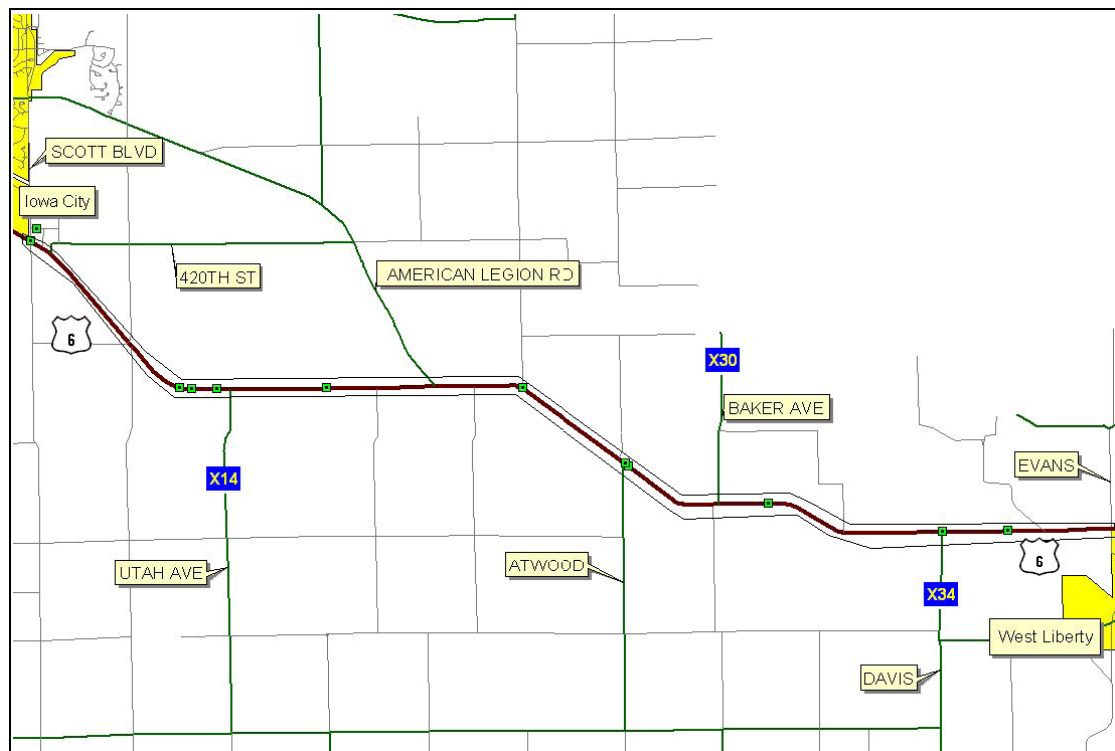 SCOTT BLVD
Iowa City
420TH ST
AMERICAN LEGION RD
6
X30
BAKER AVE
EVANS
X14
UTAH AVE
ATWOOD
6
X34
West Liberty
DAVIS